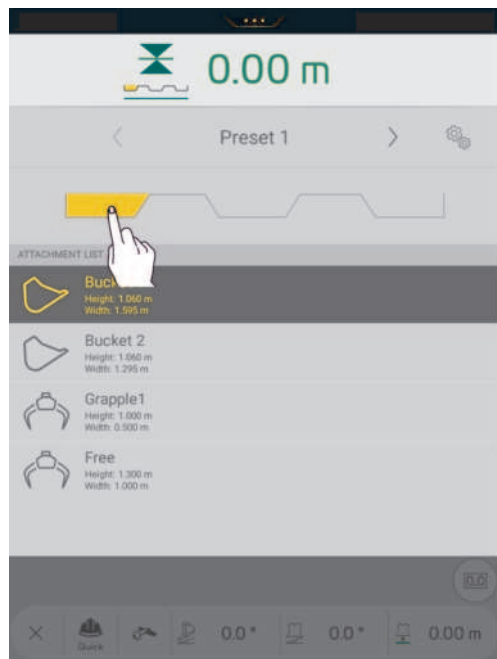 0.00 m
Preset 1
ATTACHMENT LIST
Height: 1.060 m
Width: 1.595 m
Bucket 2
Height: 1.060 m
Width: 1.295 m
Grapple1
Height: 1.000 m
Width: 0.500 m
Free
Height: 1.300 m
Width: 1.000 m
0.0
Quick
0.0 °
0.0 °
0.00 m